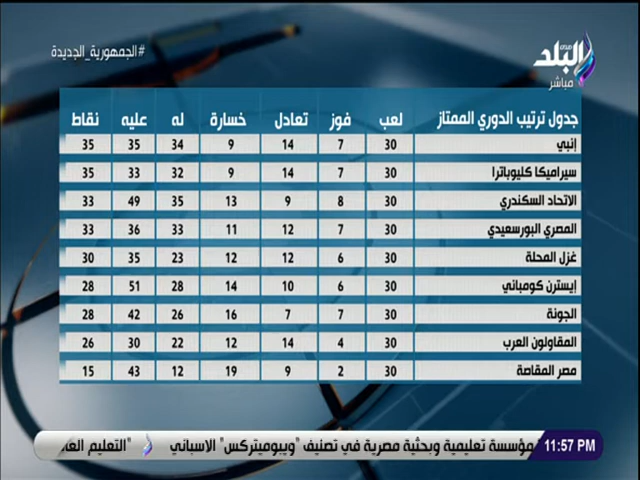 #الجمهورية_الجديدة
صدى
البلد
مباشر
جدول ترتيب الدوري الممتاز لعب فوز تعادل خسارة له عليه نقاط
إنبي 30 7 14 9 34 35 35
سيراميكا كليوباترا 30 7 14 9 32 33 35
الاتحاد السكندري 30 8 9 13 35 49 33
المصري البورسعيدي 30 7 12 11 33 36 33
غزل المحلة 30 6 12 12 23 35 30
إيسترن كومباني 30 6 10 14 28 51 28
الجونة 30 7 7 16 26 42 28
المقاولون العرب 30 4 14 12 22 30 26
مصر المقاصة 30 2 9 19 12 43 15
11:57 PM مؤسسة تعليمية وبحثية مصرية في تصنيف "ويبوميتركس" الاسباني "التعليم